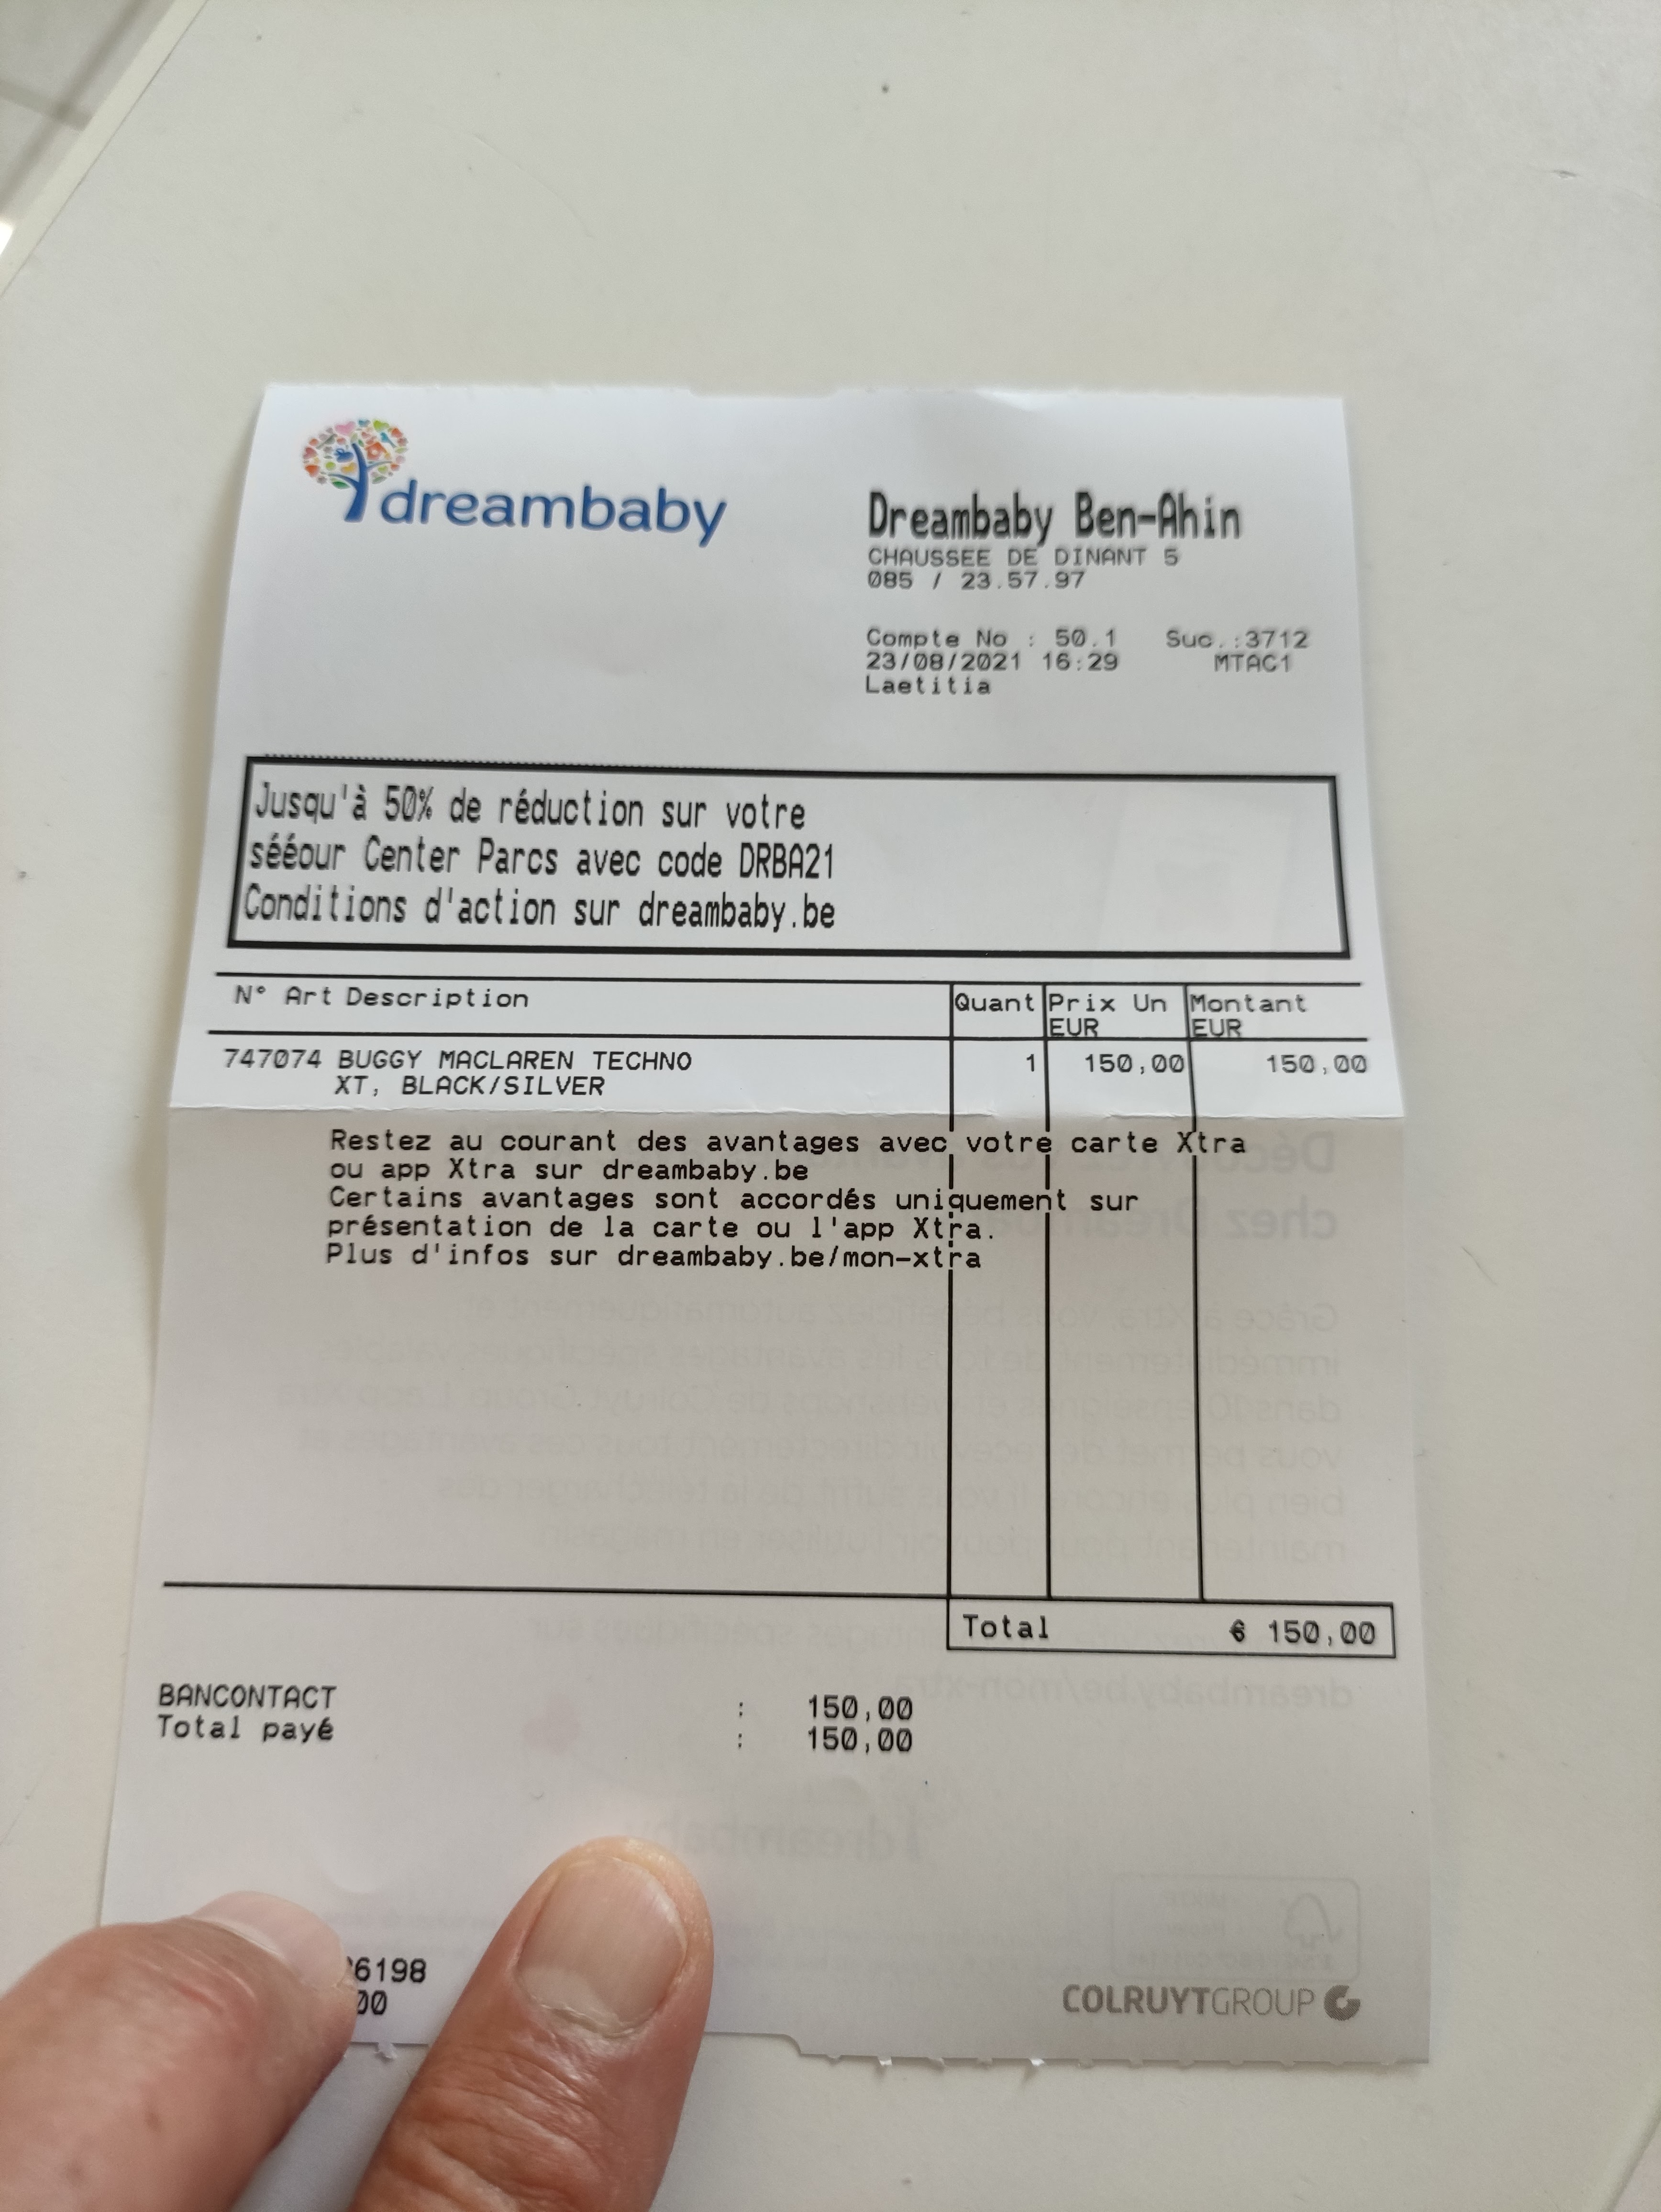 dreambaby
Dreambaby Ben-Ahin
CHAUSSEE DE DINANT 5
085 / 23.57.97
Compte No : 50.1 Suc.:3712
23/08/2021 16:29 MTAC1
Laetitia
Jusqu'à 50% de réduction sur votre
sééour Center Parcs avec code DRBA21
Conditions d'action sur dreambaby.be
N° Art Description Quant Prix Un Montant
EUR EUR
747074 BUGGY MACLAREN TECHNO 1 150,00 150,00
XT, BLACK/SILVER
Restez au courant des avantages avec votre carte Xtra
ou app Xtra sur dreambaby.be
Certains avantages sont accordés uniquement sur
présentation de la carte ou l'app Xtra.
Plus d'infos sur dreambaby.be/mon-xtra
Total € 150,00
BANCONTACT : 150,00
Total payé : 150,00
6198
00
COLRUYTGROUP